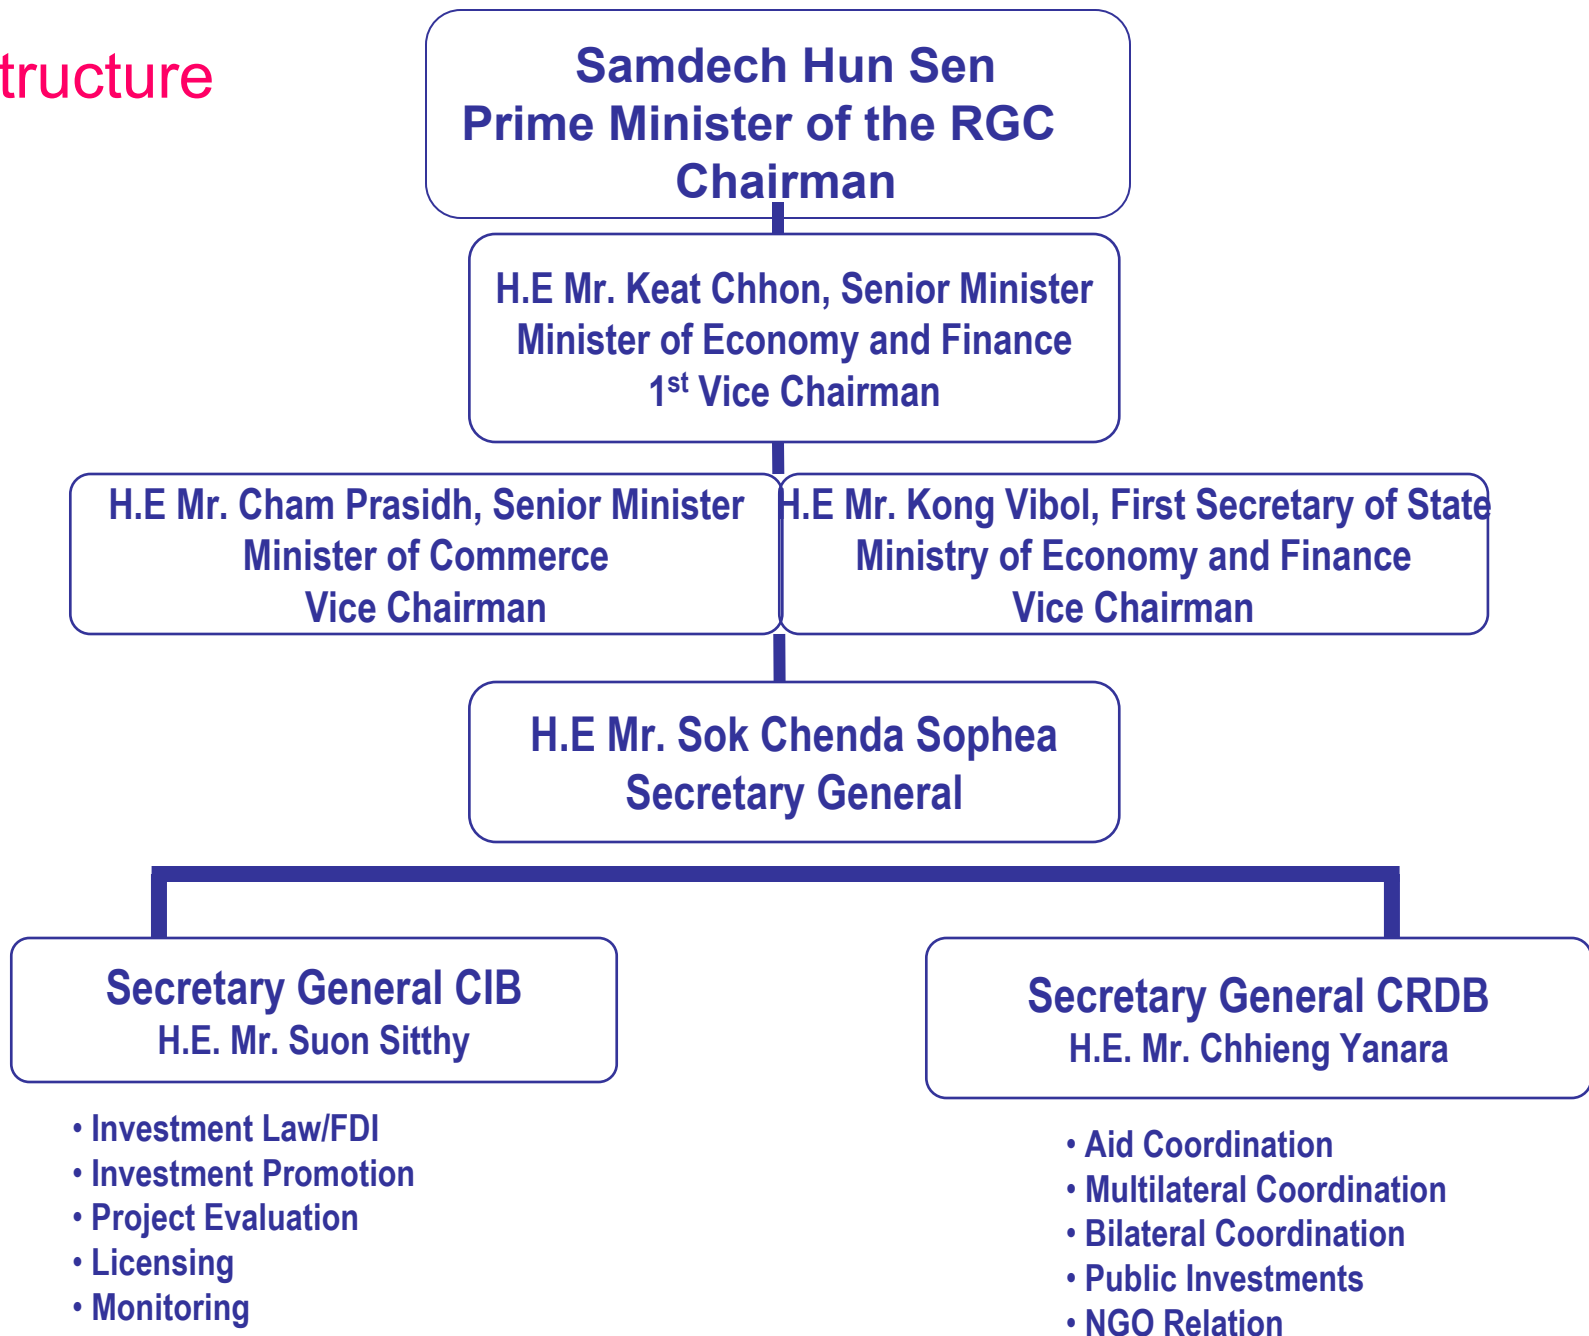 tructure
Samdech Hun Sen
Prime Minister of the RGC
Chairman
H.E Mr. Keat Chhon, Senior Minister
Minister of Economy and Finance
1st Vice Chairman
H.E Mr. Cham Prasidh, Senior Minister
Minister of Commerce
Vice Chairman
H.E Mr. Kong Vibol, First Secretary of State
Ministry of Economy and Finance
Vice Chairman
H.E Mr. Sok Chenda Sophea
Secretary General
Secretary General CIB
H.E. Mr. Suon Sitthy
• Investment Law/FDI
• Investment Promotion
• Project Evaluation
• Licensing
• Monitoring
Secretary General CRDB
H.E. Mr. Chhieng Yanara
• Aid Coordination
• Multilateral Coordination
• Bilateral Coordination
• Public Investments
• NGO Relation